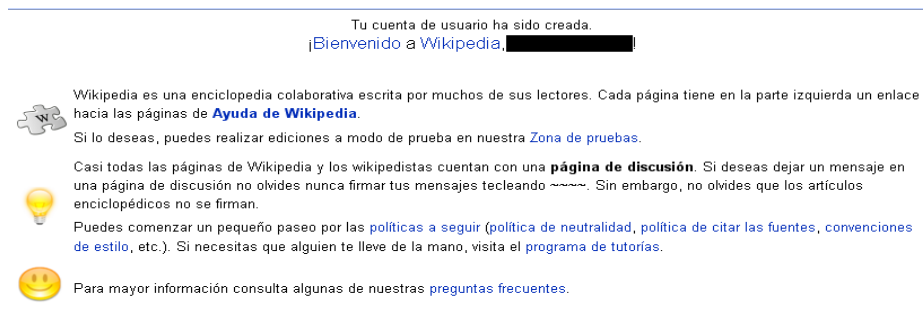 Tu cuenta de usuario ha sido creada.
¡Bienvenido a Wikipedia, !
Wikipedia es una enciclopedia colaborativa escrita por muchos de sus lectores. Cada página tiene en la parte izquierda un enlace
hacia las páginas de Ayuda de Wikipedia.
Si lo deseas, puedes realizar ediciones a modo de prueba en nuestra Zona de pruebas.
W
Casi todas las páginas de Wikipedia y los wikipedistas cuentan con una página de discusión. Si deseas dejar un mensaje en
una página de discusión no olvides nunca firmar tus mensajes tecleando ~~~~. Sin embargo, no olvides que los artículos
enciclopédicos no se firman.
Puedes comenzar un pequeño paseo por las políticas a seguir (política de neutralidad, política de citar las fuentes, convenciones
de estilo, etc.). Si necesitas que alguien te lleve de la mano, visita el programa de tutorías.
Para mayor información consulta algunas de nuestras preguntas frecuentes.